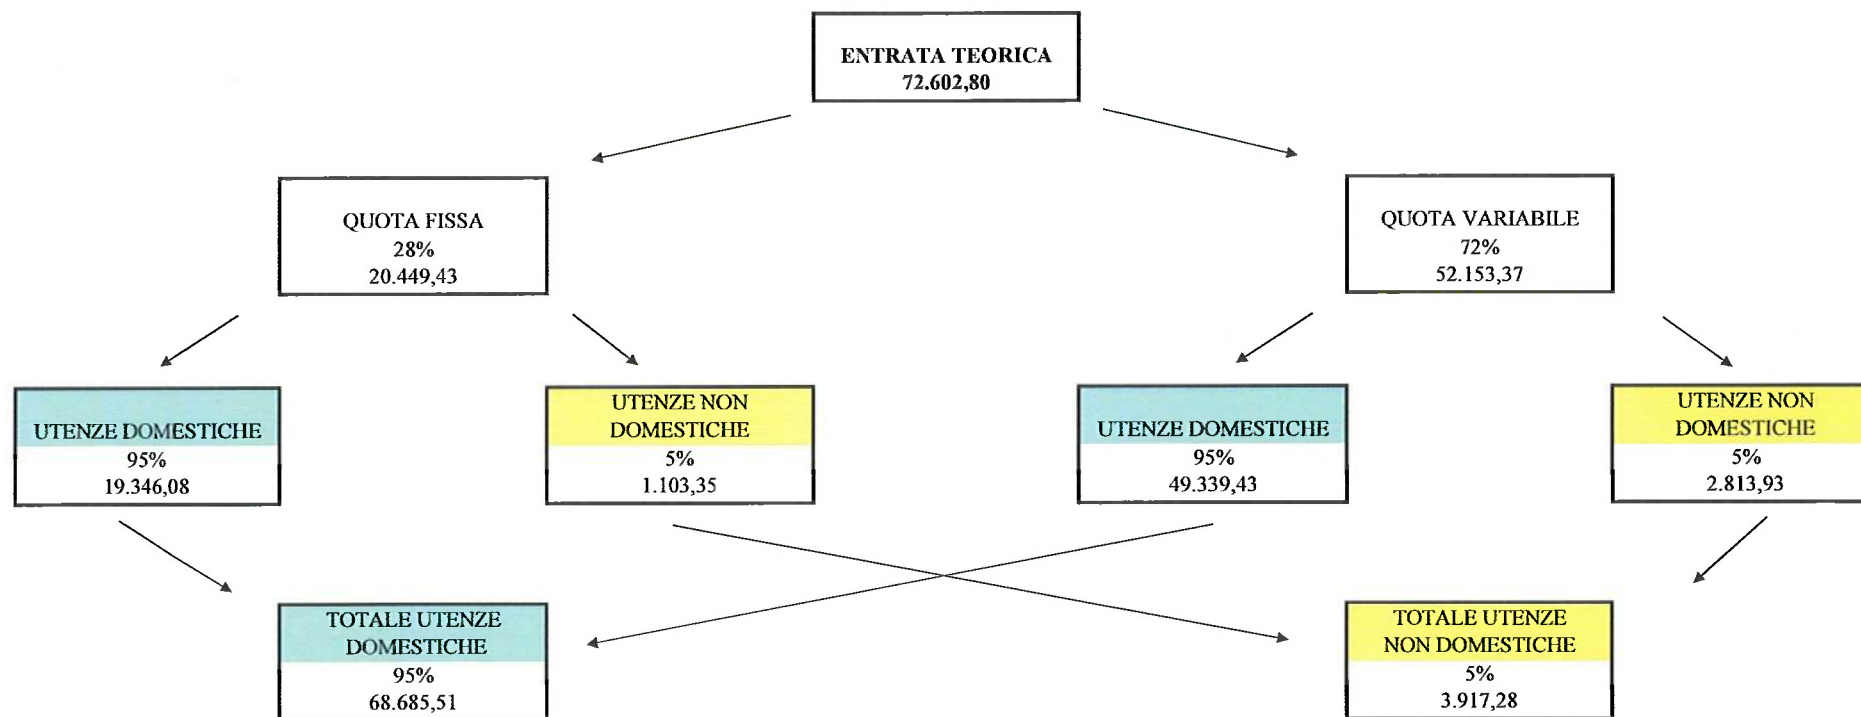 ENTRATA TEORICA
72.602,80
QUOTA FISSA
28%
20.449,43
QUOTA VARIABILE
72%
52.153,37
UTENZE DOMESTICHE
95%
19.346,08
UTENZE NON
DOMESTICHE
5%
1.103,35
UTENZE DOMESTICHE
95%
49.339,43
UTENZE NON
DOMESTICHE
5%
2.813,93
TOTALE UTENZE
DOMESTICHE
95%
68.685,51
TOTALE UTENZE
NON DOMESTICHE
5%
3.917,28